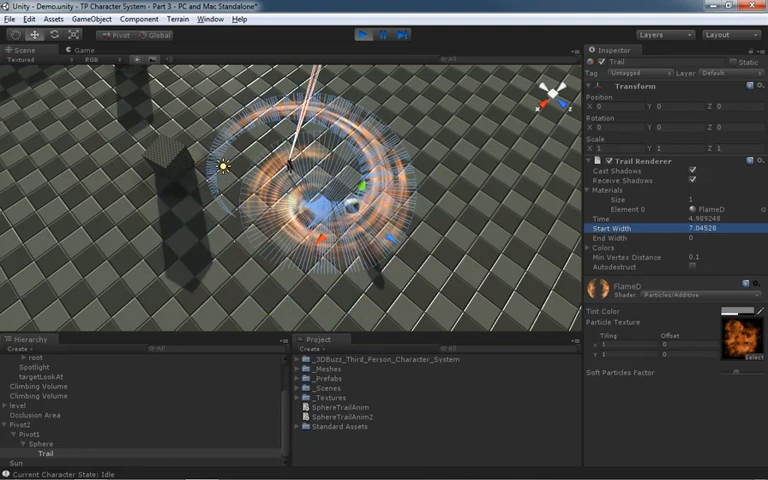 Unity - Demo.unity - TP Character System - Part 3 - PC and Mac Standalone*
File Edit Assets GameObject Component Terrain Window Help
Pivot Global Layers Layout
Scene Game
Textured RGB All
x z
Inspector
Trail Static
Tag Untagged Layer Default
Transform
Position
X 0 Y 0 Z 0
Rotation
X 0 Y 0 Z 0
Scale
X 1 Y 1 Z 1
Trail Renderer
Cast Shadows
Receive Shadows
Materials
Size 1
Element 0 FlameD
Time 4.989248
Start Width 7.04528
End Width 0
Colors
Min Vertex Distance 0.1
Autodestruct
FlameD
Shader Particles/Additive
Tint Color
Particle Texture
Tiling Offset
x 1 0
y 1 0
Select
Soft Particles Factor
Hierarchy
Create All
root
Spotlight
targetLookAt
Climbing Volume
Climbing Volume
level
Occlusion Area
Pivot2
Pivot1
Sphere
Trail
Sun
Project
Create All
_3DBuzz_Third_Person_Character_System
_Meshes
_Prefabs
_Scenes
_Textures
SphereTrailAnim
SphereTrailAnim2
Standard Assets
Current Character State: Idle